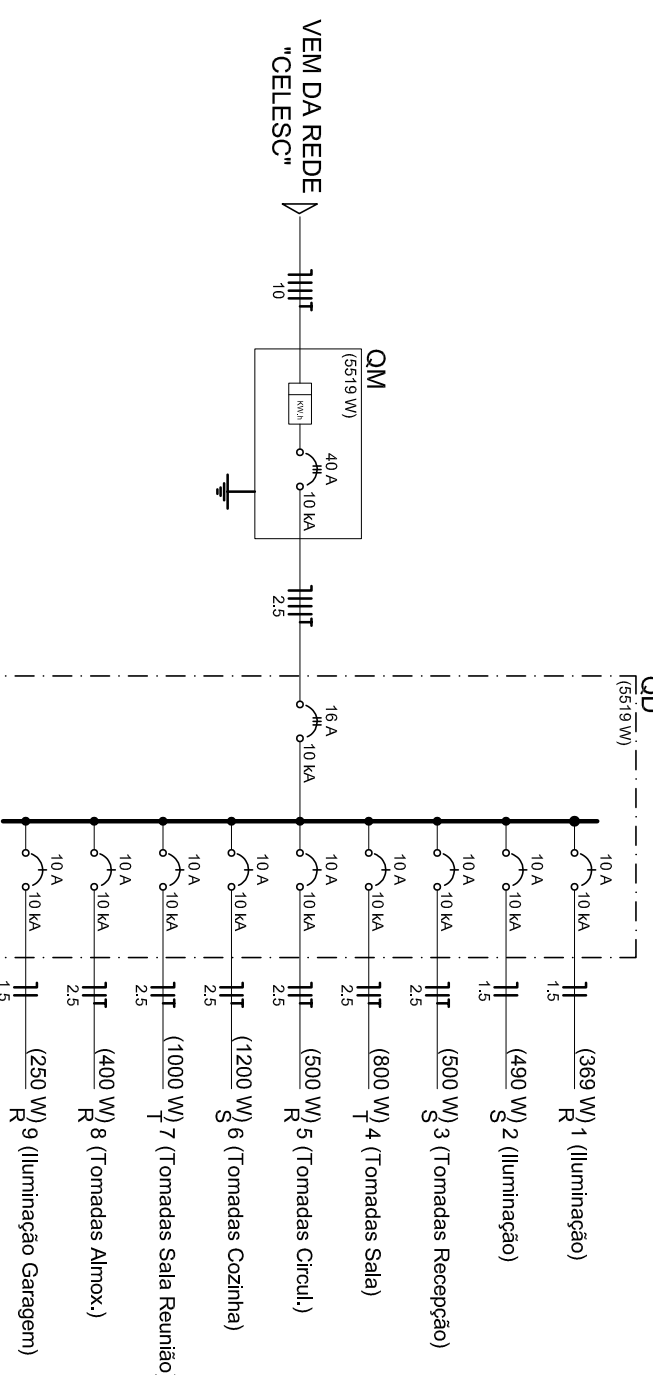 VEM DA REDE
"CELESC"
10
QM
(5519 W)
KW.h
40 A
10 kA
2.5
QD
(5519 W)
16 A
10 kA
10 A
10 kA
1.5
(369 W)
R
1 (Iluminação)
10 A
10 kA
1.5
(490 W)
S
2 (Iluminação)
10 A
10 kA
2.5
(500 W)
S
3 (Tomadas Recepção)
10 A
10 kA
2.5
(800 W)
T
4 (Tomadas Sala)
10 A
10 kA
2.5
(500 W)
R
5 (Tomadas Circul.)
10 A
10 kA
2.5
(1200 W)
S
6 (Tomadas Cozinha)
10 A
10 kA
2.5
(1000 W)
T
7 (Tomadas Sala Reunião)
10 A
10 kA
2.5
(400 W)
R
8 (Tomadas Almox.)
10 A
10 kA
1.5
(250 W)
R
9 (Iluminação Garagem)